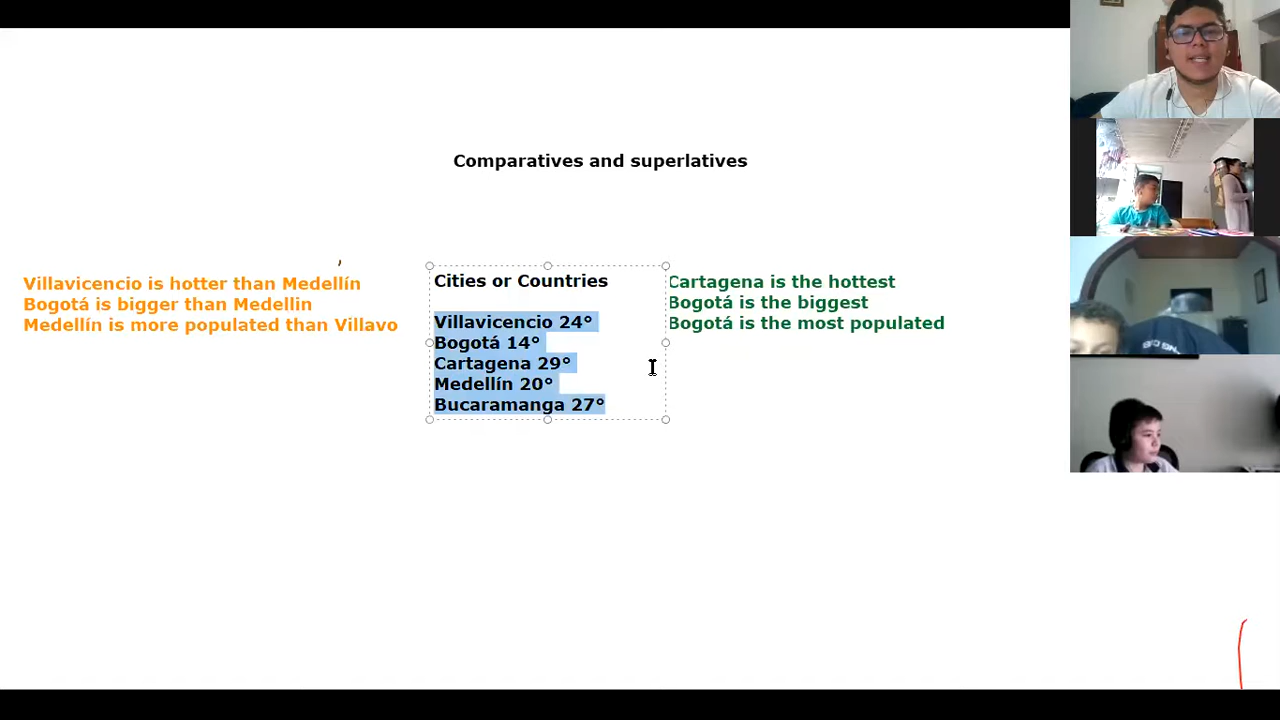 Comparatives and superlatives
Villavicencio is hotter than Medellín
Bogotá is bigger than Medellin
Medellín is more populated than Villavo
Cities or Countries
Villavicencio 24°
Bogotá 14°
Cartagena 29°
Medellín 20°
Bucaramanga 27°
Cartagena is the hottest
Bogotá is the biggest
Bogotá is the most populated